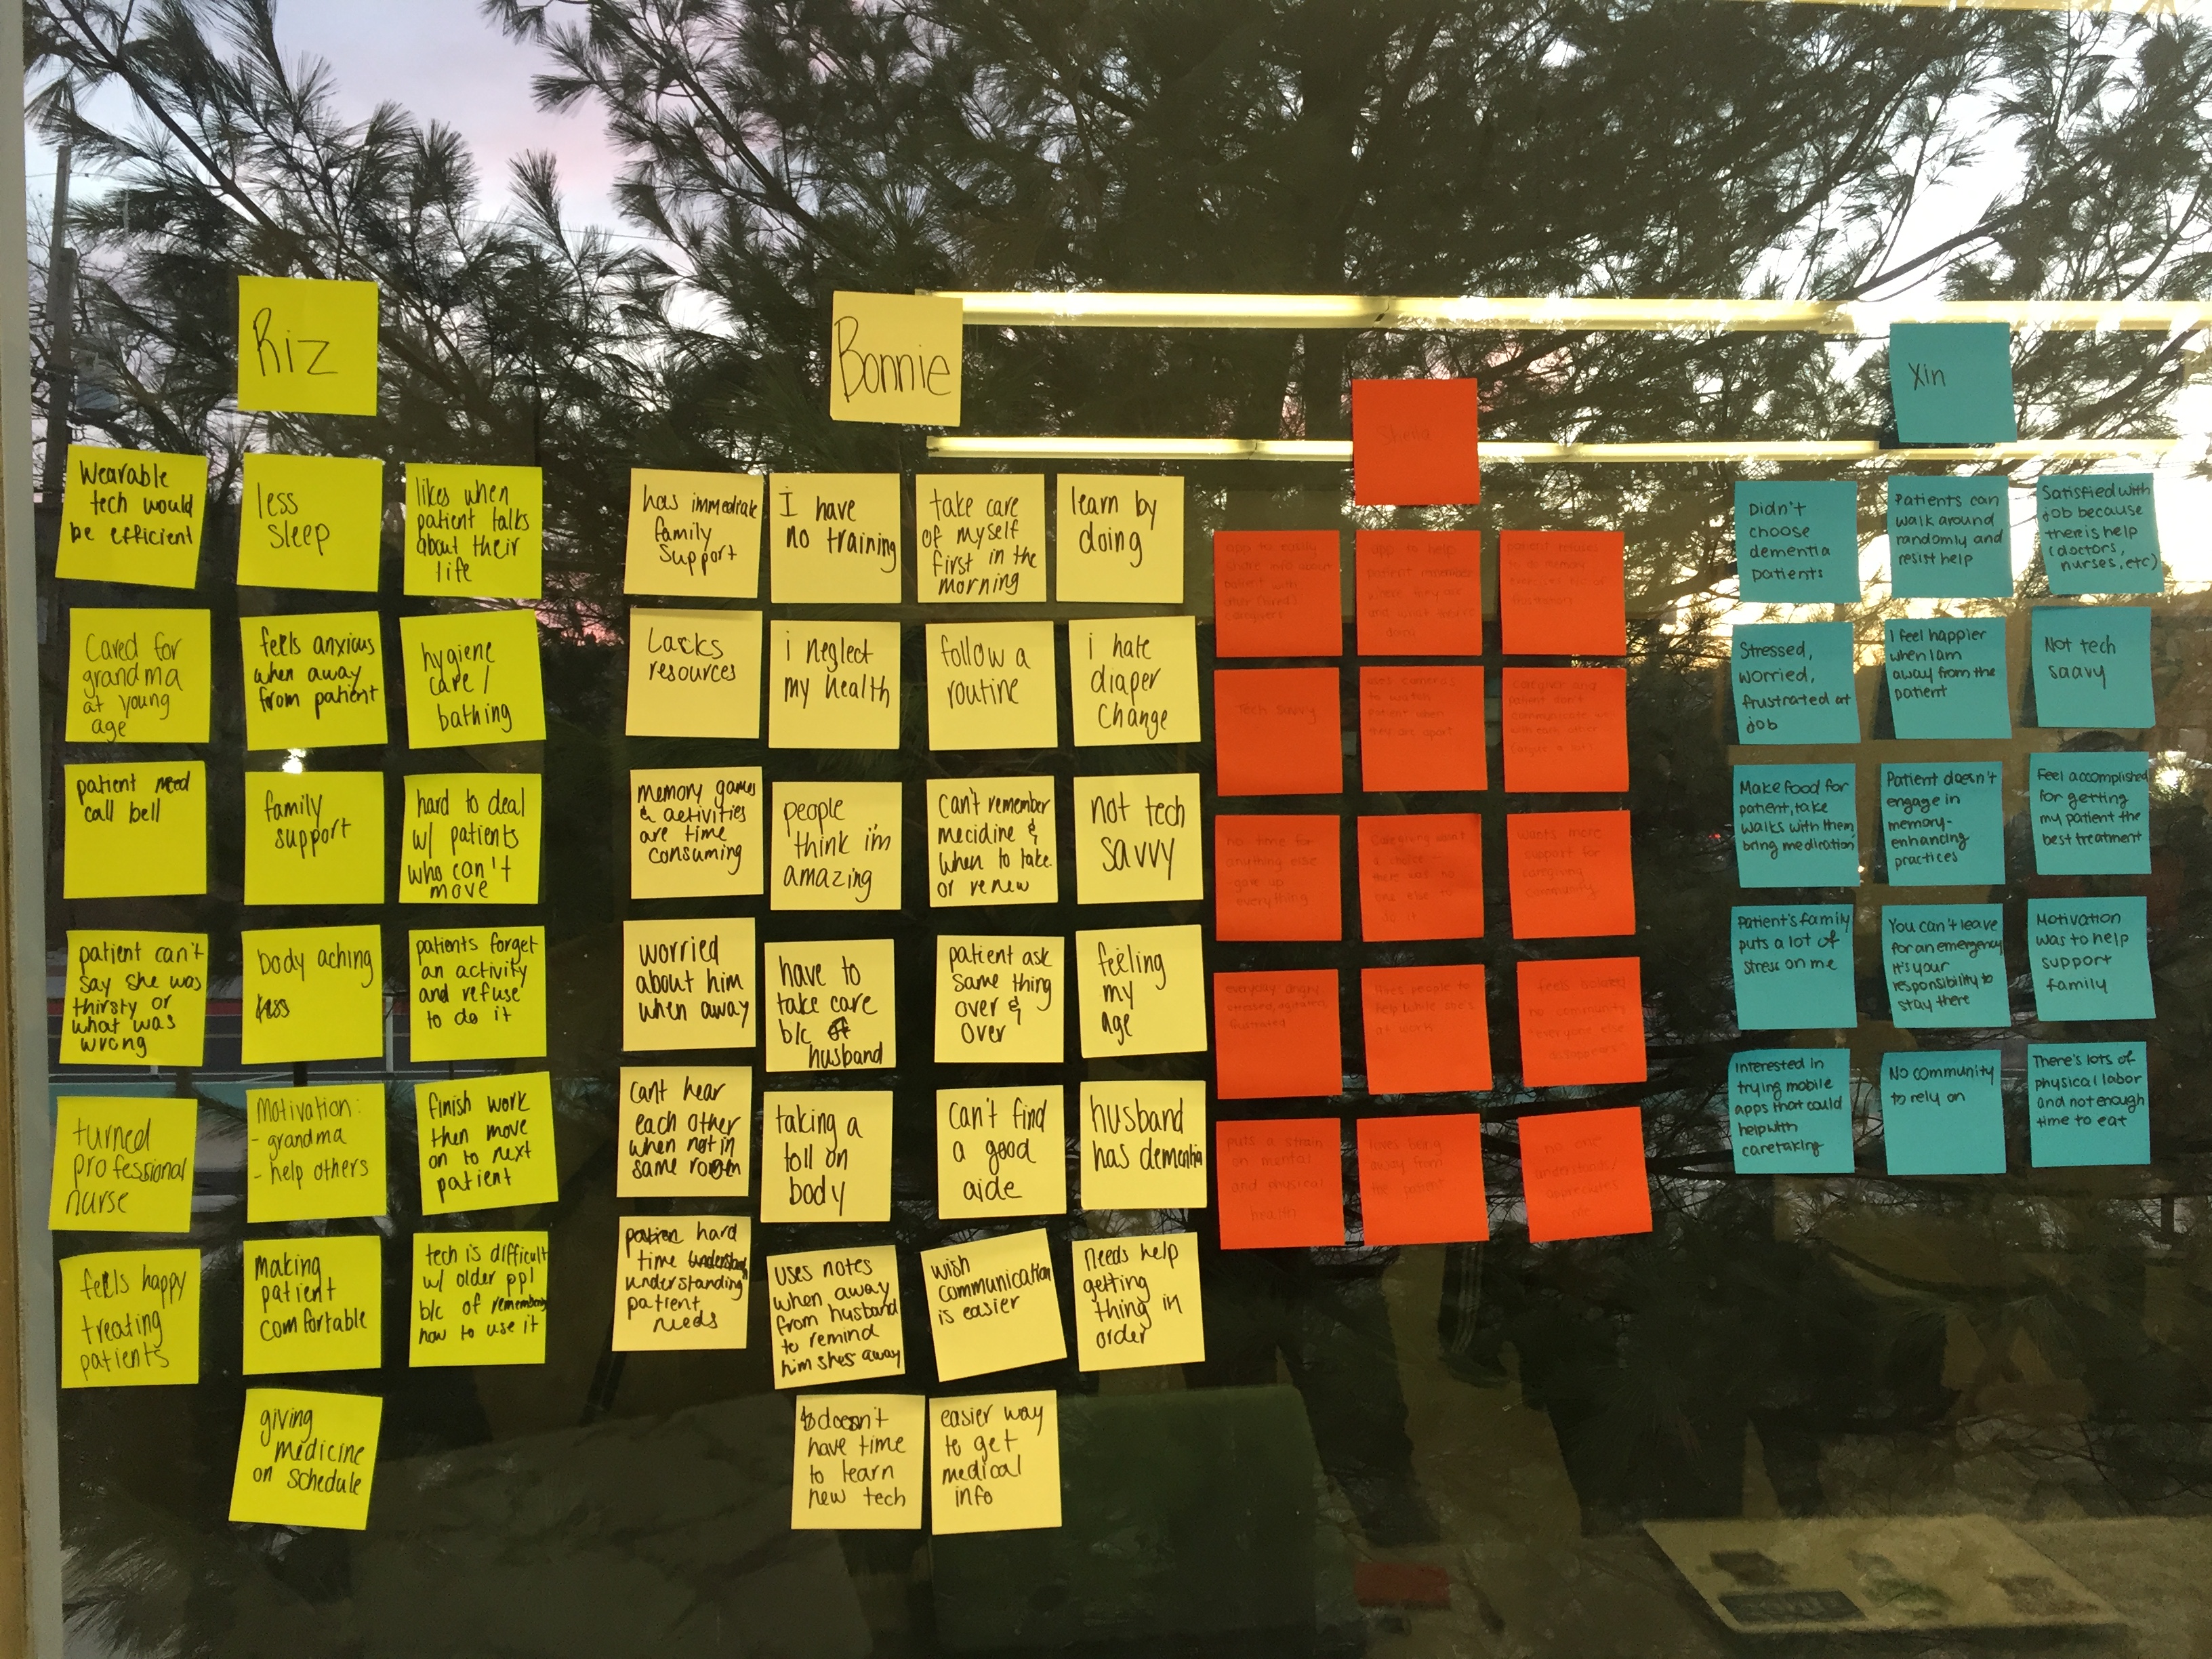 Riz
Wearable
tech would
be efficient
less
sleep
likes when
patient talks
about their
life
Cared for
grandma
at young
age
feels anxious
when away
from patient
hygiene
care /
bathing
patient need
call bell
family
support
hard to deal
w/ patients
who can't
move
patient can't
say she was
thirsty or
what was
wrong
body aching
patients forget
an activity
and refuse
to do it
turned
professional
nurse
Motivation:
- grandma
- help others
finish work
then move
on to next
patient
feels happy
treating
patients
Making
patient
comfortable
tech is difficult
w/ older ppl
b/c of remembering
how to use it
giving
medicine
on schedule
Bonnie
has immediate
family
support
I have
no training
take care
of myself
first in the
morning
learn by
doing
Lacks
resources
i neglect
my health
follow a
routine
i hate
diaper
change
memory games
& activities
are time
consuming
people
think i'm
amazing
can't remember
mecidine &
when to take
or renew
not tech
savvy
worried
about him
when away
have to
take care
b/c of
husband
patient ask
same thing
over &
over
feeling
my
age
cant hear
each other
when not in
same room
taking a
toll on
body
can't find
a good
aide
husband
has dementia
patien hard
time
understanding
patient
needs
uses notes
when away
from husband
to remind
him shes away
wish
communication
is easier
needs help
getting
thing in
order
doesn't
have time
to learn
new tech
easier way
to get
medical
info
Sheila
app to easily
share info about
patient with
other (hired)
caregivers
app to help
patient remember
where they are
and what they're
doing
patient refuses
to do memory
exercises
Tech savvy
uses cameras
to watch
patient when
they are apart
caregiver and
patient don't
communicate with
each other
no time for
anything else
gave up
everything
Caregiving wasn't
a choice
there was no
one else to
do it
wants more
support for
caregiving
community
everyday angry
stressed, agitated
frustrated
hires people to
help while she's
at work
feels isolated
no community
everyone else
disappears
puts a strain
on mental
and physical
health
loves being
away from
the patient
no one
understands/
appreciates
me
Xin
Didn't
choose
dementia
patients
Patients can
walk around
randomly and
resist help
Satisfied with
job because
there is help
(doctors,
nurses, etc)
Stressed,
worried,
frustrated at
job
I feel happier
when I am
away from the
patient
Not tech
saavy
Make food for
patient, take
walks with them,
bring medication
Patient doesn't
engage in
memory-
enhancing
practices
Feel accomplished
for getting
my patient the
best treatment
Patient's family
puts a lot of
stress on me
You can't leave
for an emergency
it's your
responsibility to
stay there
Motivation
was to help
support
family
Interested in
trying mobile
apps that could
help with
caretaking
No community
to rely on
There's lots of
physical labor
and not enough
time to eat